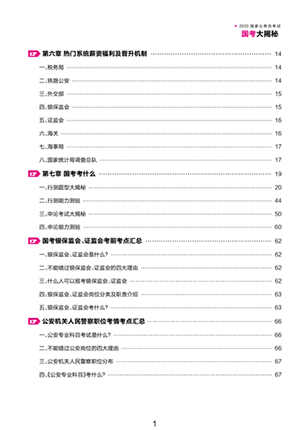 2020 国家公务员考试
国考大揭秘
第六章 热门系统薪资福利及晋升机制 14
一、税务局 14
二、铁路公安 14
三、外交部 15
四、银保监会 15
五、证监会 16
六、海关 16
七、海事局 17
八、国家统计局调查总队 17
第七章 国考考什么 19
一、行测题型大揭秘 20
二、行测能力测验 44
三、申论考试大揭秘 50
四、申论能力测验 60
国考银保监会、证监会考前考点汇总 62
一、银保监会、证监会是什么? 62
二、不能错过银保监会、证监会的四大理由 62
三、什么人可以报考银保监会、证监会 62
四、银保监会、证监会岗位分类及职责介绍 63
五、银保监会、证监会考什么? 63
公安机关人民警察职位考情考点汇总 66
一、公安专业科目考试是什么? 66
二、不能错过公安岗位的四大理由 66
三、公安机关人民警察职位分布 67
四、《公安专业科目》考什么? 67
1